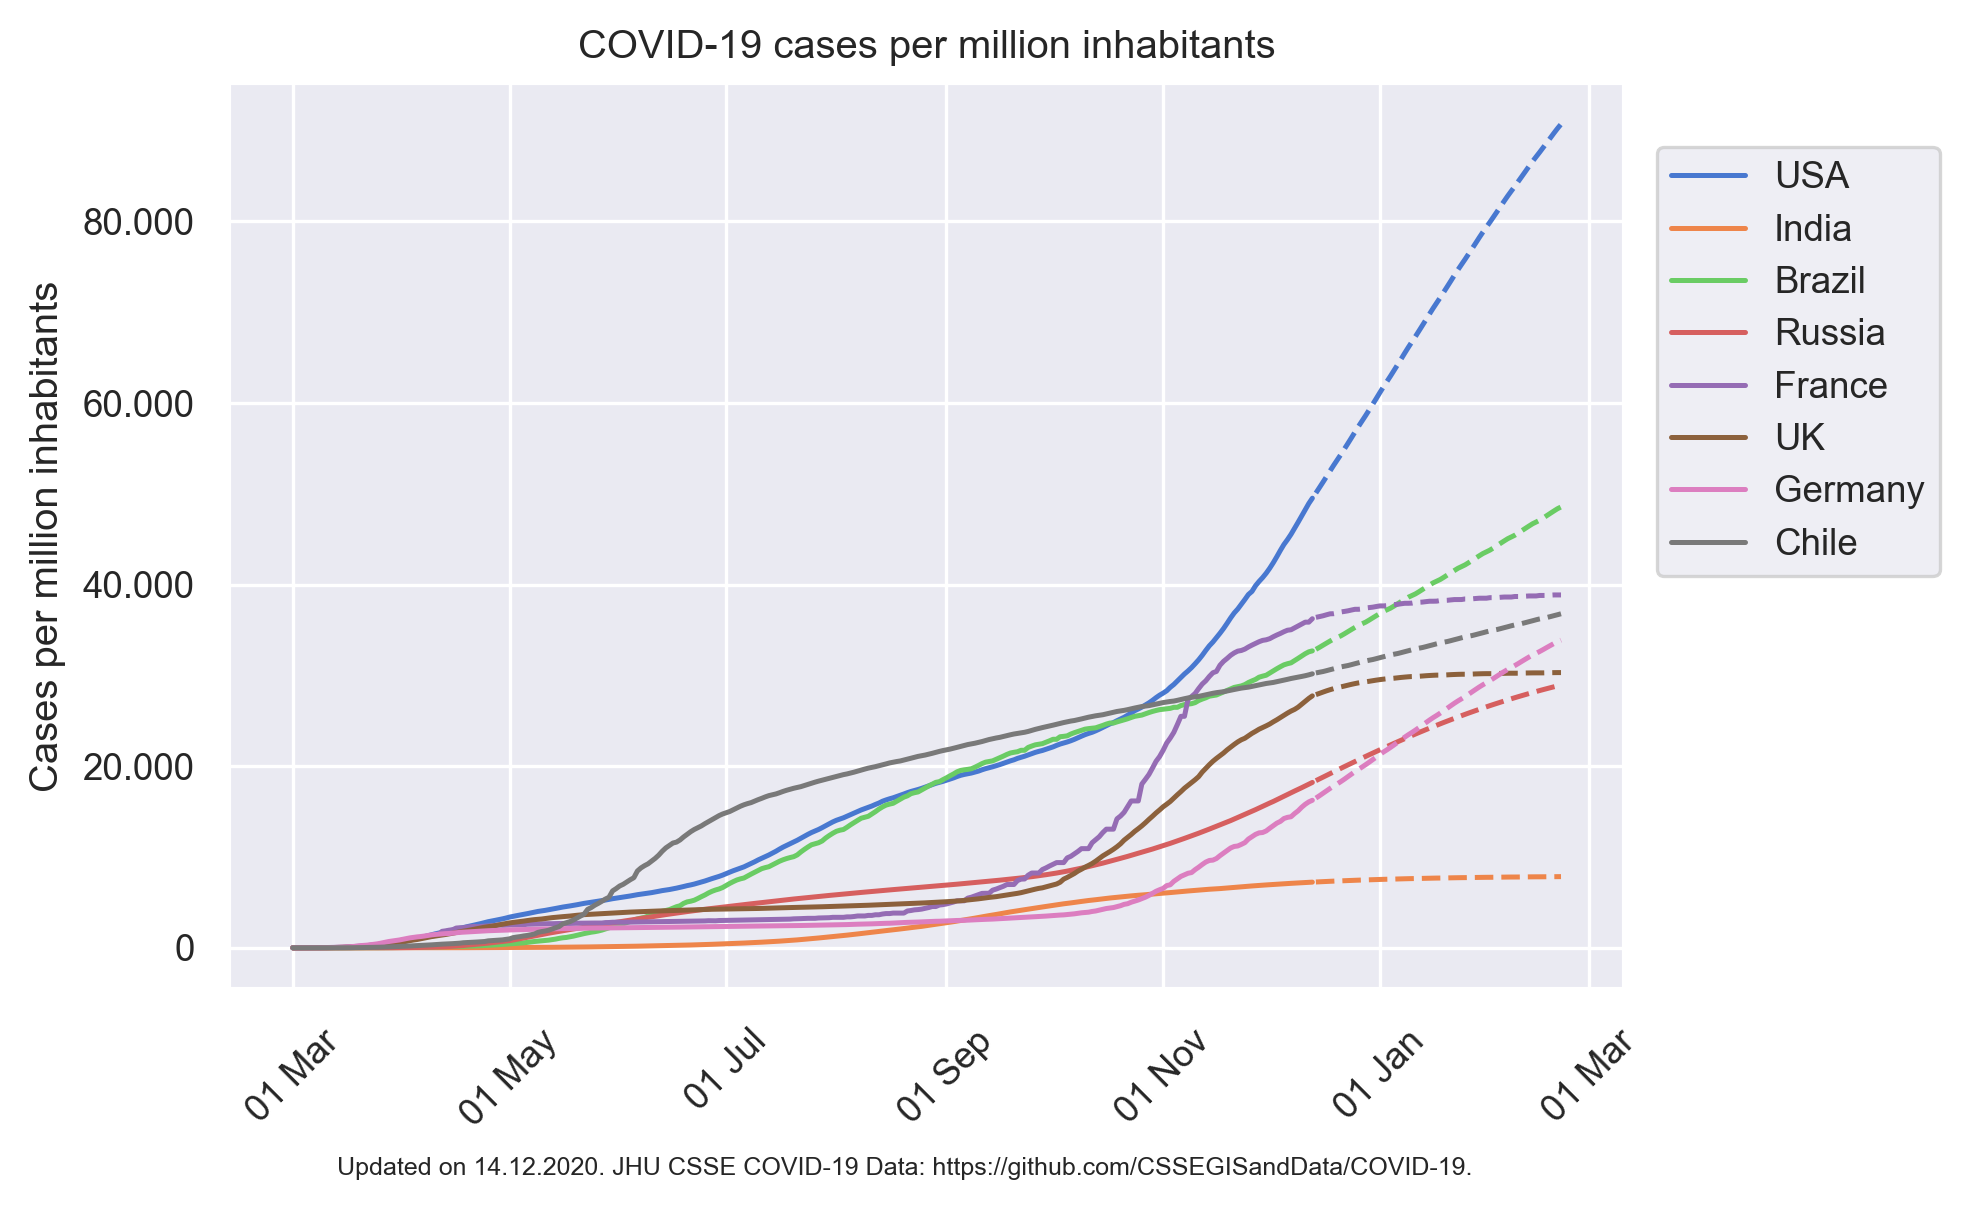 COVID-19 cases per million inhabitants
Cases per million inhabitants
80.000
60.000
40.000
20.000
0
01 Mar
01 May
01 Jul
01 Sep
01 Nov
01 Jan
01 Mar
USA
India
Brazil
Russia
France
UK
Germany
Chile
Updated on 14.12.2020. JHU CSSE COVID-19 Data: https://github.com/CSSEGISandData/COVID-19.